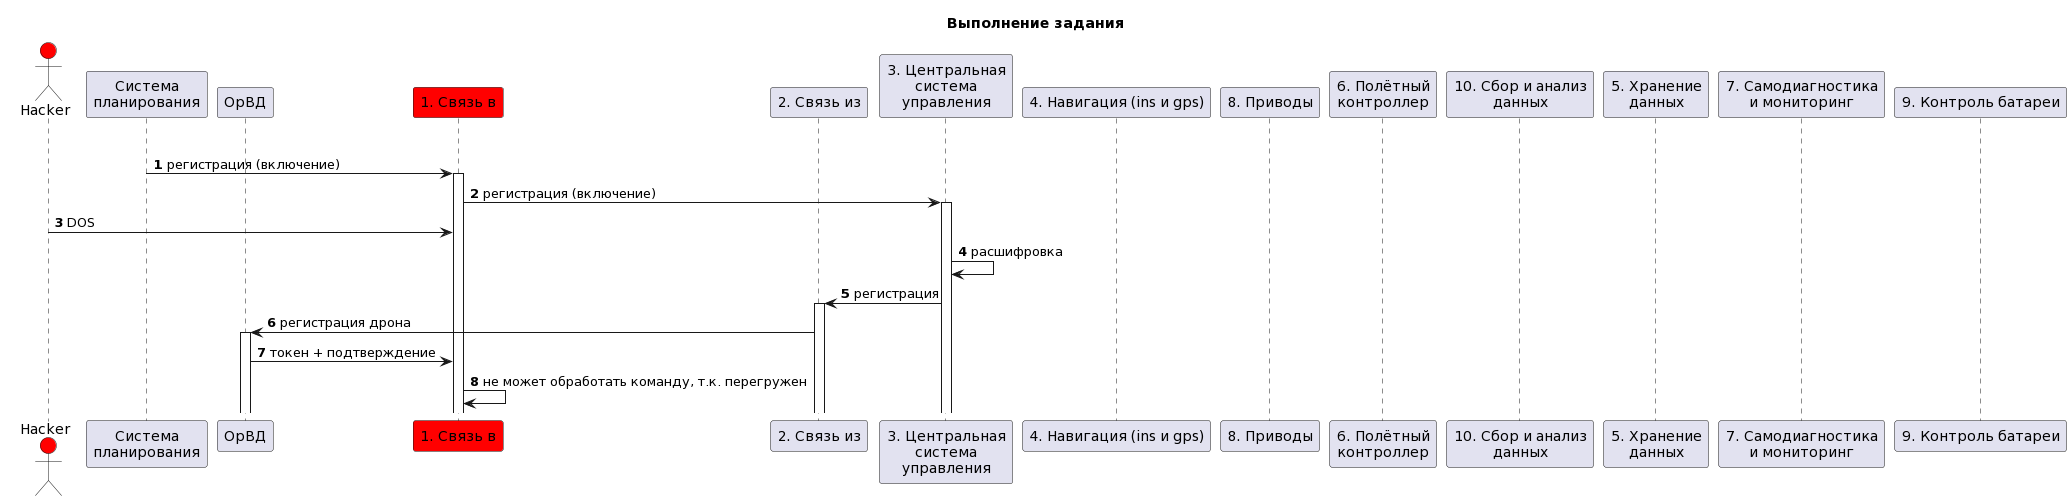 Выполнение задания
Hacker
Система
планирования
ОрВД
1. Связь в
2. Связь из
3. Центральная
система
управления
4. Навигация (ins и gps)
8. Приводы
6. Полётный
контроллер
10. Сбор и анализ
данных
5. Хранение
данных
7. Самодиагностика
и мониторинг
9. Контроль батареи
1 регистрация (включение)
2 регистрация (включение)
3 DOS
4 расшифровка
5 регистрация
6 регистрация дрона
7 токен + подтверждение
8 не может обработать команду, т.к. перегружен
Hacker
Система
планирования
ОрВД
1. Связь в
2. Связь из
3. Центральная
система
управления
4. Навигация (ins и gps)
8. Приводы
6. Полётный
контроллер
10. Сбор и анализ
данных
5. Хранение
данных
7. Самодиагностика
и мониторинг
9. Контроль батареи